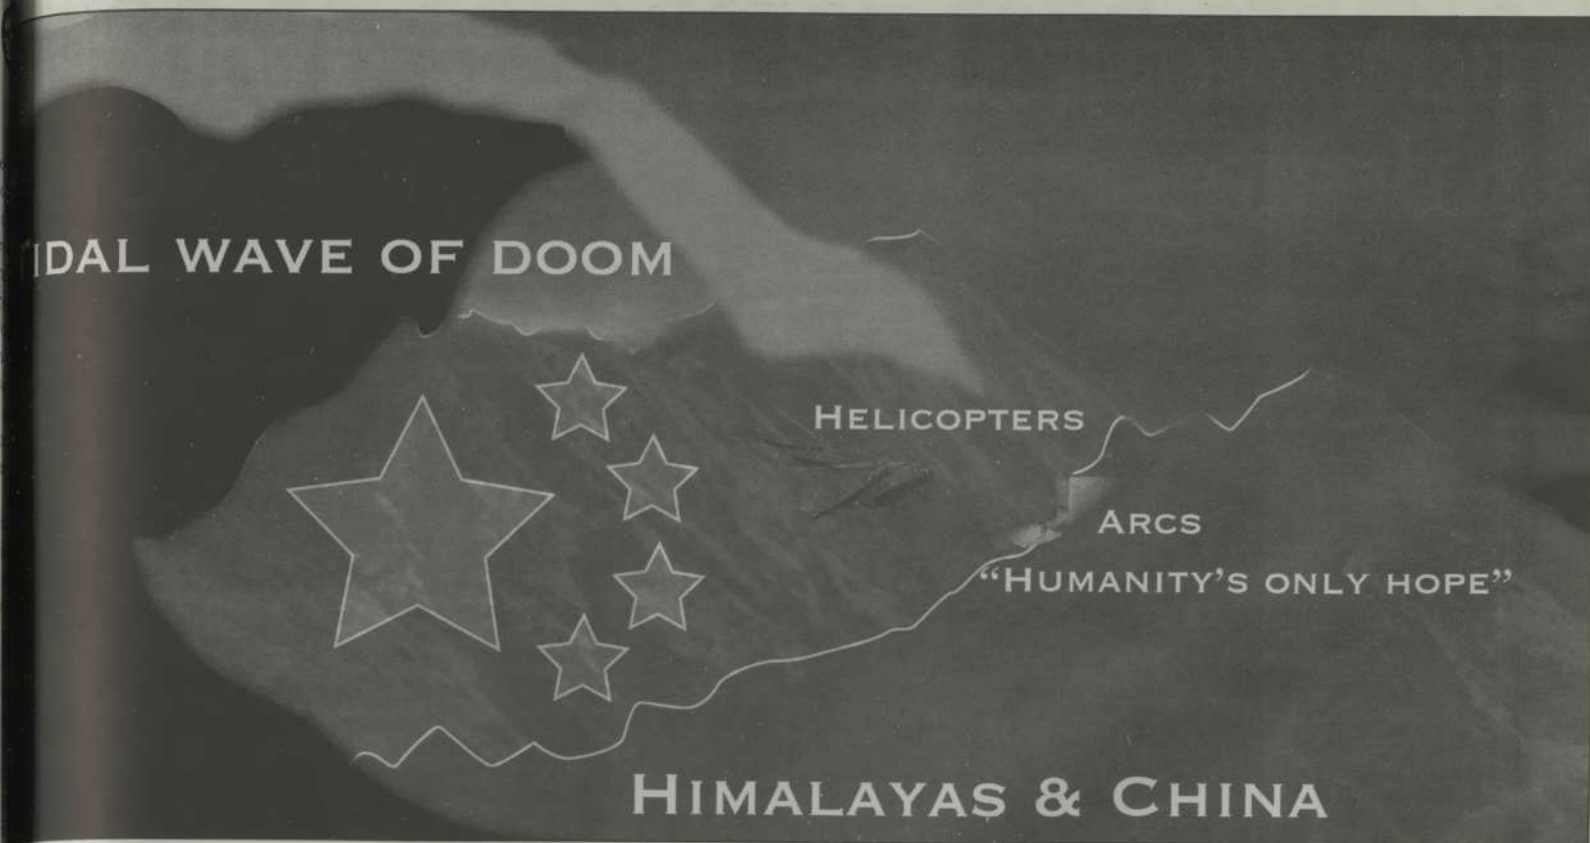 IDAL WAVE OF DOOM
HELICOPTERS
ARCS
“HUMANITY’S ONLY HOPE”
HIMALAYAS & CHINA